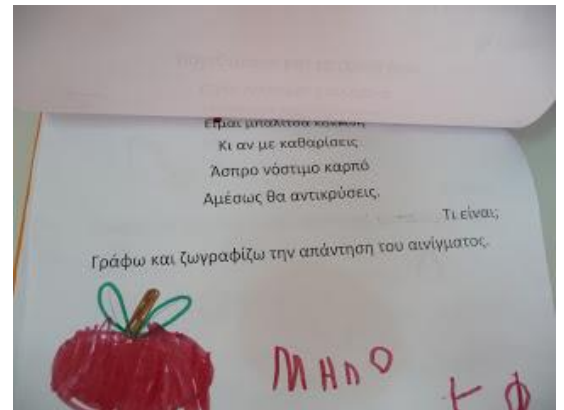 Είμαι μπαλίτσα κόκκινη
Κι αν με καθαρίσεις
Άσπρο νόστιμο καρπό
Αμέσως θα αντικρύσεις.
Τι είναι;
Γράφω και ζωγραφίζω την απάντηση του αινίγματος.
ΜΗΛΟ